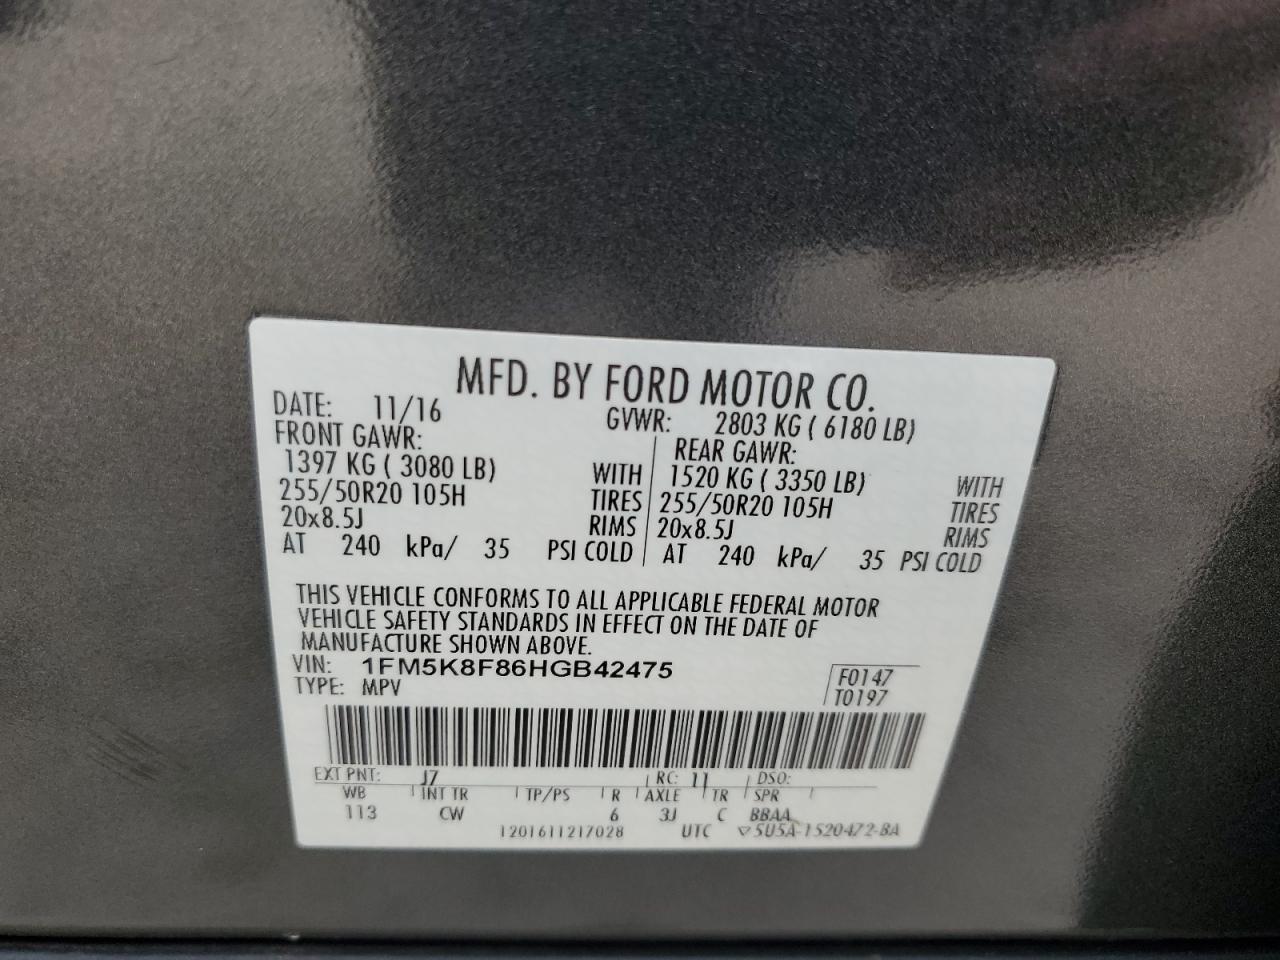 MFD. BY FORD MOTOR CO.
DATE: 11/16 GVWR: 2803 KG ( 6180 LB)
FRONT GAWR: REAR GAWR:
1397 KG ( 3080 LB) WITH 1520 KG ( 3350 LB) WITH
255/50R20 105H TIRES 255/50R20 105H TIRES
20x8.5J RIMS 20x8.5J RIMS
AT 240 kPa/ 35 PSI COLD AT 240 kPa/ 35 PSI COLD
THIS VEHICLE CONFORMS TO ALL APPLICABLE FEDERAL MOTOR
VEHICLE SAFETY STANDARDS IN EFFECT ON THE DATE OF
MANUFACTURE SHOWN ABOVE.
VIN: 1FM5K8F86HGB42475 F0147
TYPE: MPV T0197
EXT PNT: J7 RC: 11 DSO:
WB INT TR TP/PS R AXLE TR SPR
113 CW 6 3J C BBAA
1201611217028 UTC ▽5U5A-1520472-BA